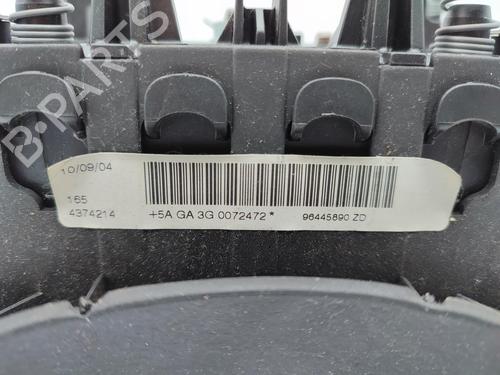 B-PARTS
10/09/04
165
4374214
+5A GA 3G 0072472*
96445890 ZD